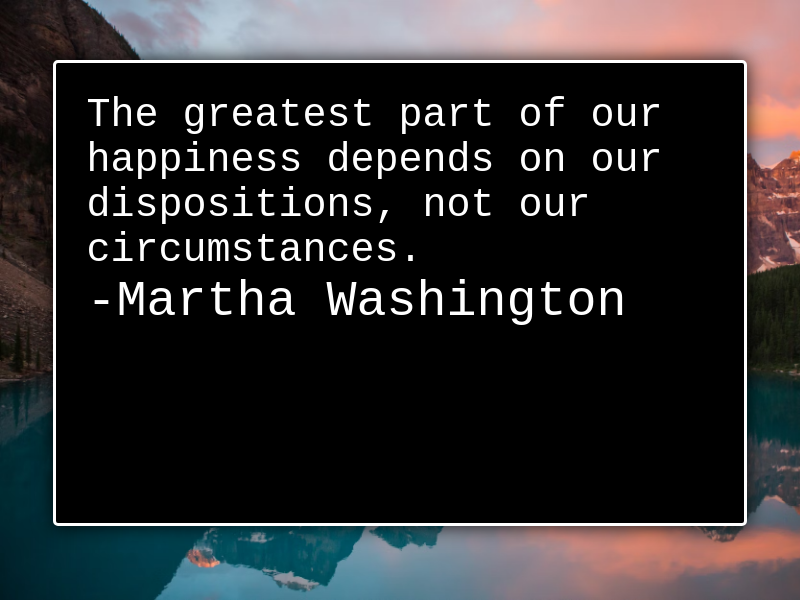 The greatest part of our
happiness depends on our
dispositions, not our
circumstances.
-Martha Washington